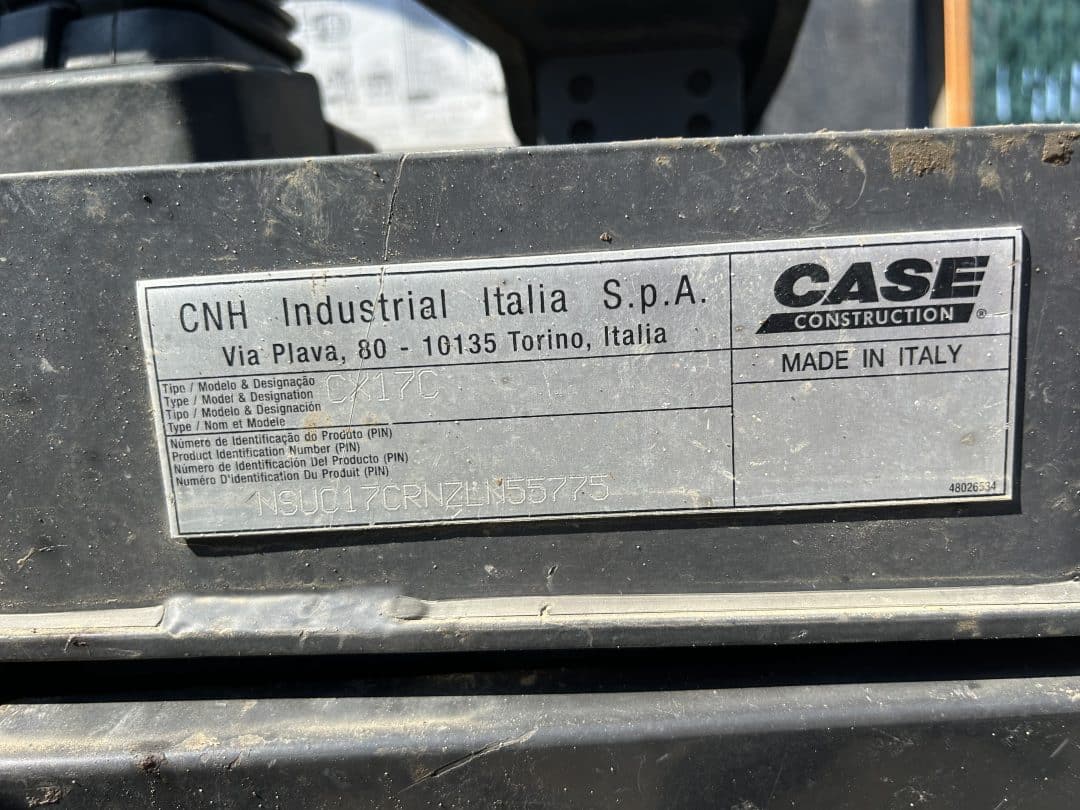 CNH Industrial Italia S.p.A.
Via Plava, 80 - 10135 Torino, Italia
CASE
CONSTRUCTION ®
MADE IN ITALY
Tipo / Modelo & Designação
Type / Model & Designation
Tipo / Modelo & Designación
Type / Nom et Modele
CX17C
Número de Identificação do Produto (PIN)
Product Identification Number (PIN)
Número de Identificación Del Producto (PIN)
Numéro D'identification Du Produit (PIN)
NSUC17CRNZLN55775
48026534